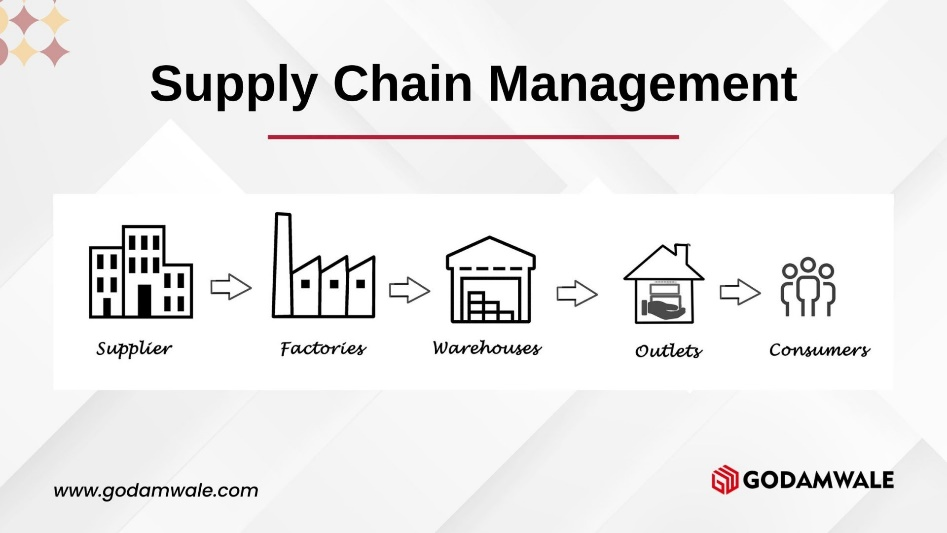 Supply Chain Management
Supplier
Factories
Warehouses
Outlets
Consumers
www.godamwale.com
GODAMWALE